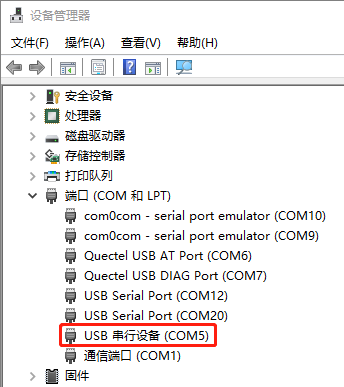 设备管理器
文件(F) 操作(A) 查看(V) 帮助(H)
安全设备
处理器
磁盘驱动器
存储控制器
打印队列
端口 (COM 和 LPT)
com0com - serial port emulator (COM10)
com0com - serial port emulator (COM9)
Quectel USB AT Port (COM6)
Quectel USB DIAG Port (COM7)
USB Serial Port (COM12)
USB Serial Port (COM20)
USB 串行设备 (COM5)
通信端口 (COM1)
固件